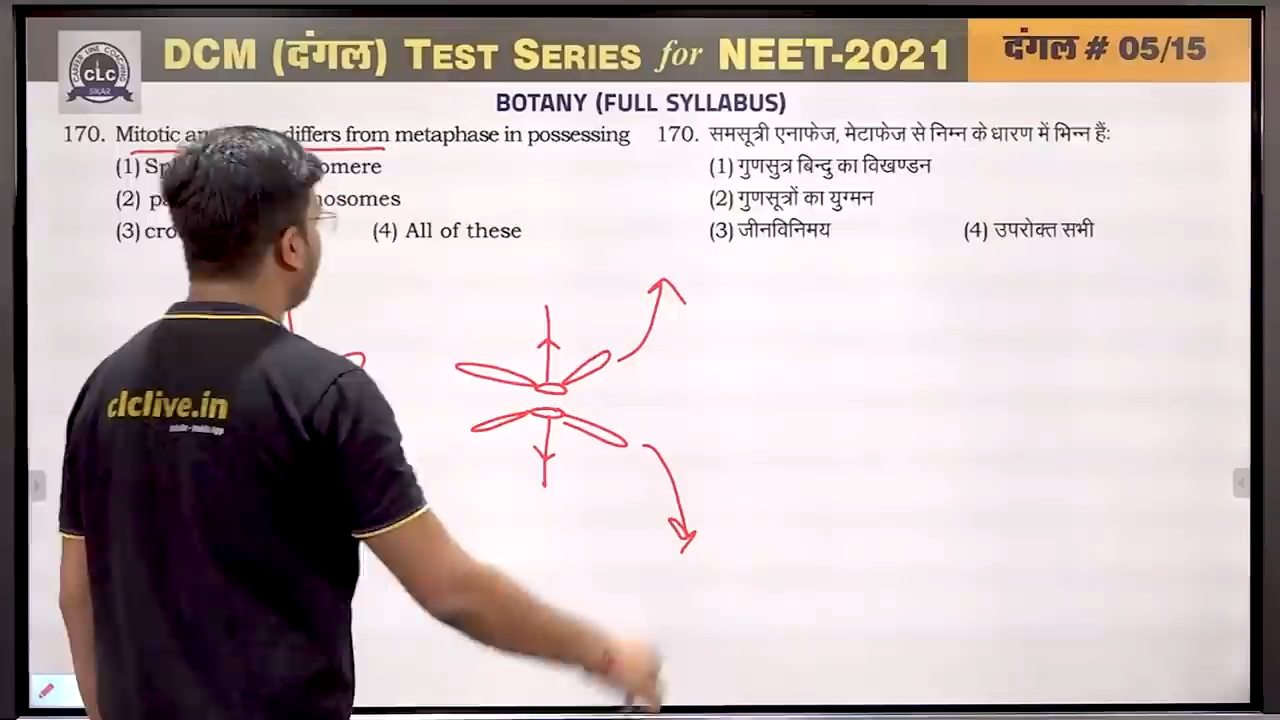 DCM (दंगल) TEST SERIES for NEET-2021
दंगल # 05/15
CLC
SIKAR
BOTANY (FULL SYLLABUS)
170. Mitotic differs from metaphase in possessing
(1)
(2)
(3) (4) All of these
170. समसूत्री एनाफेज, मेटाफेज से निम्न के धारण में भिन्न हैं:
(1) गुणसुत्र बिन्दु का विखण्डन
(2) गुणसूत्रों का युग्मन
(3) जीनविनिमय (4) उपरोक्त सभी
clclive.in